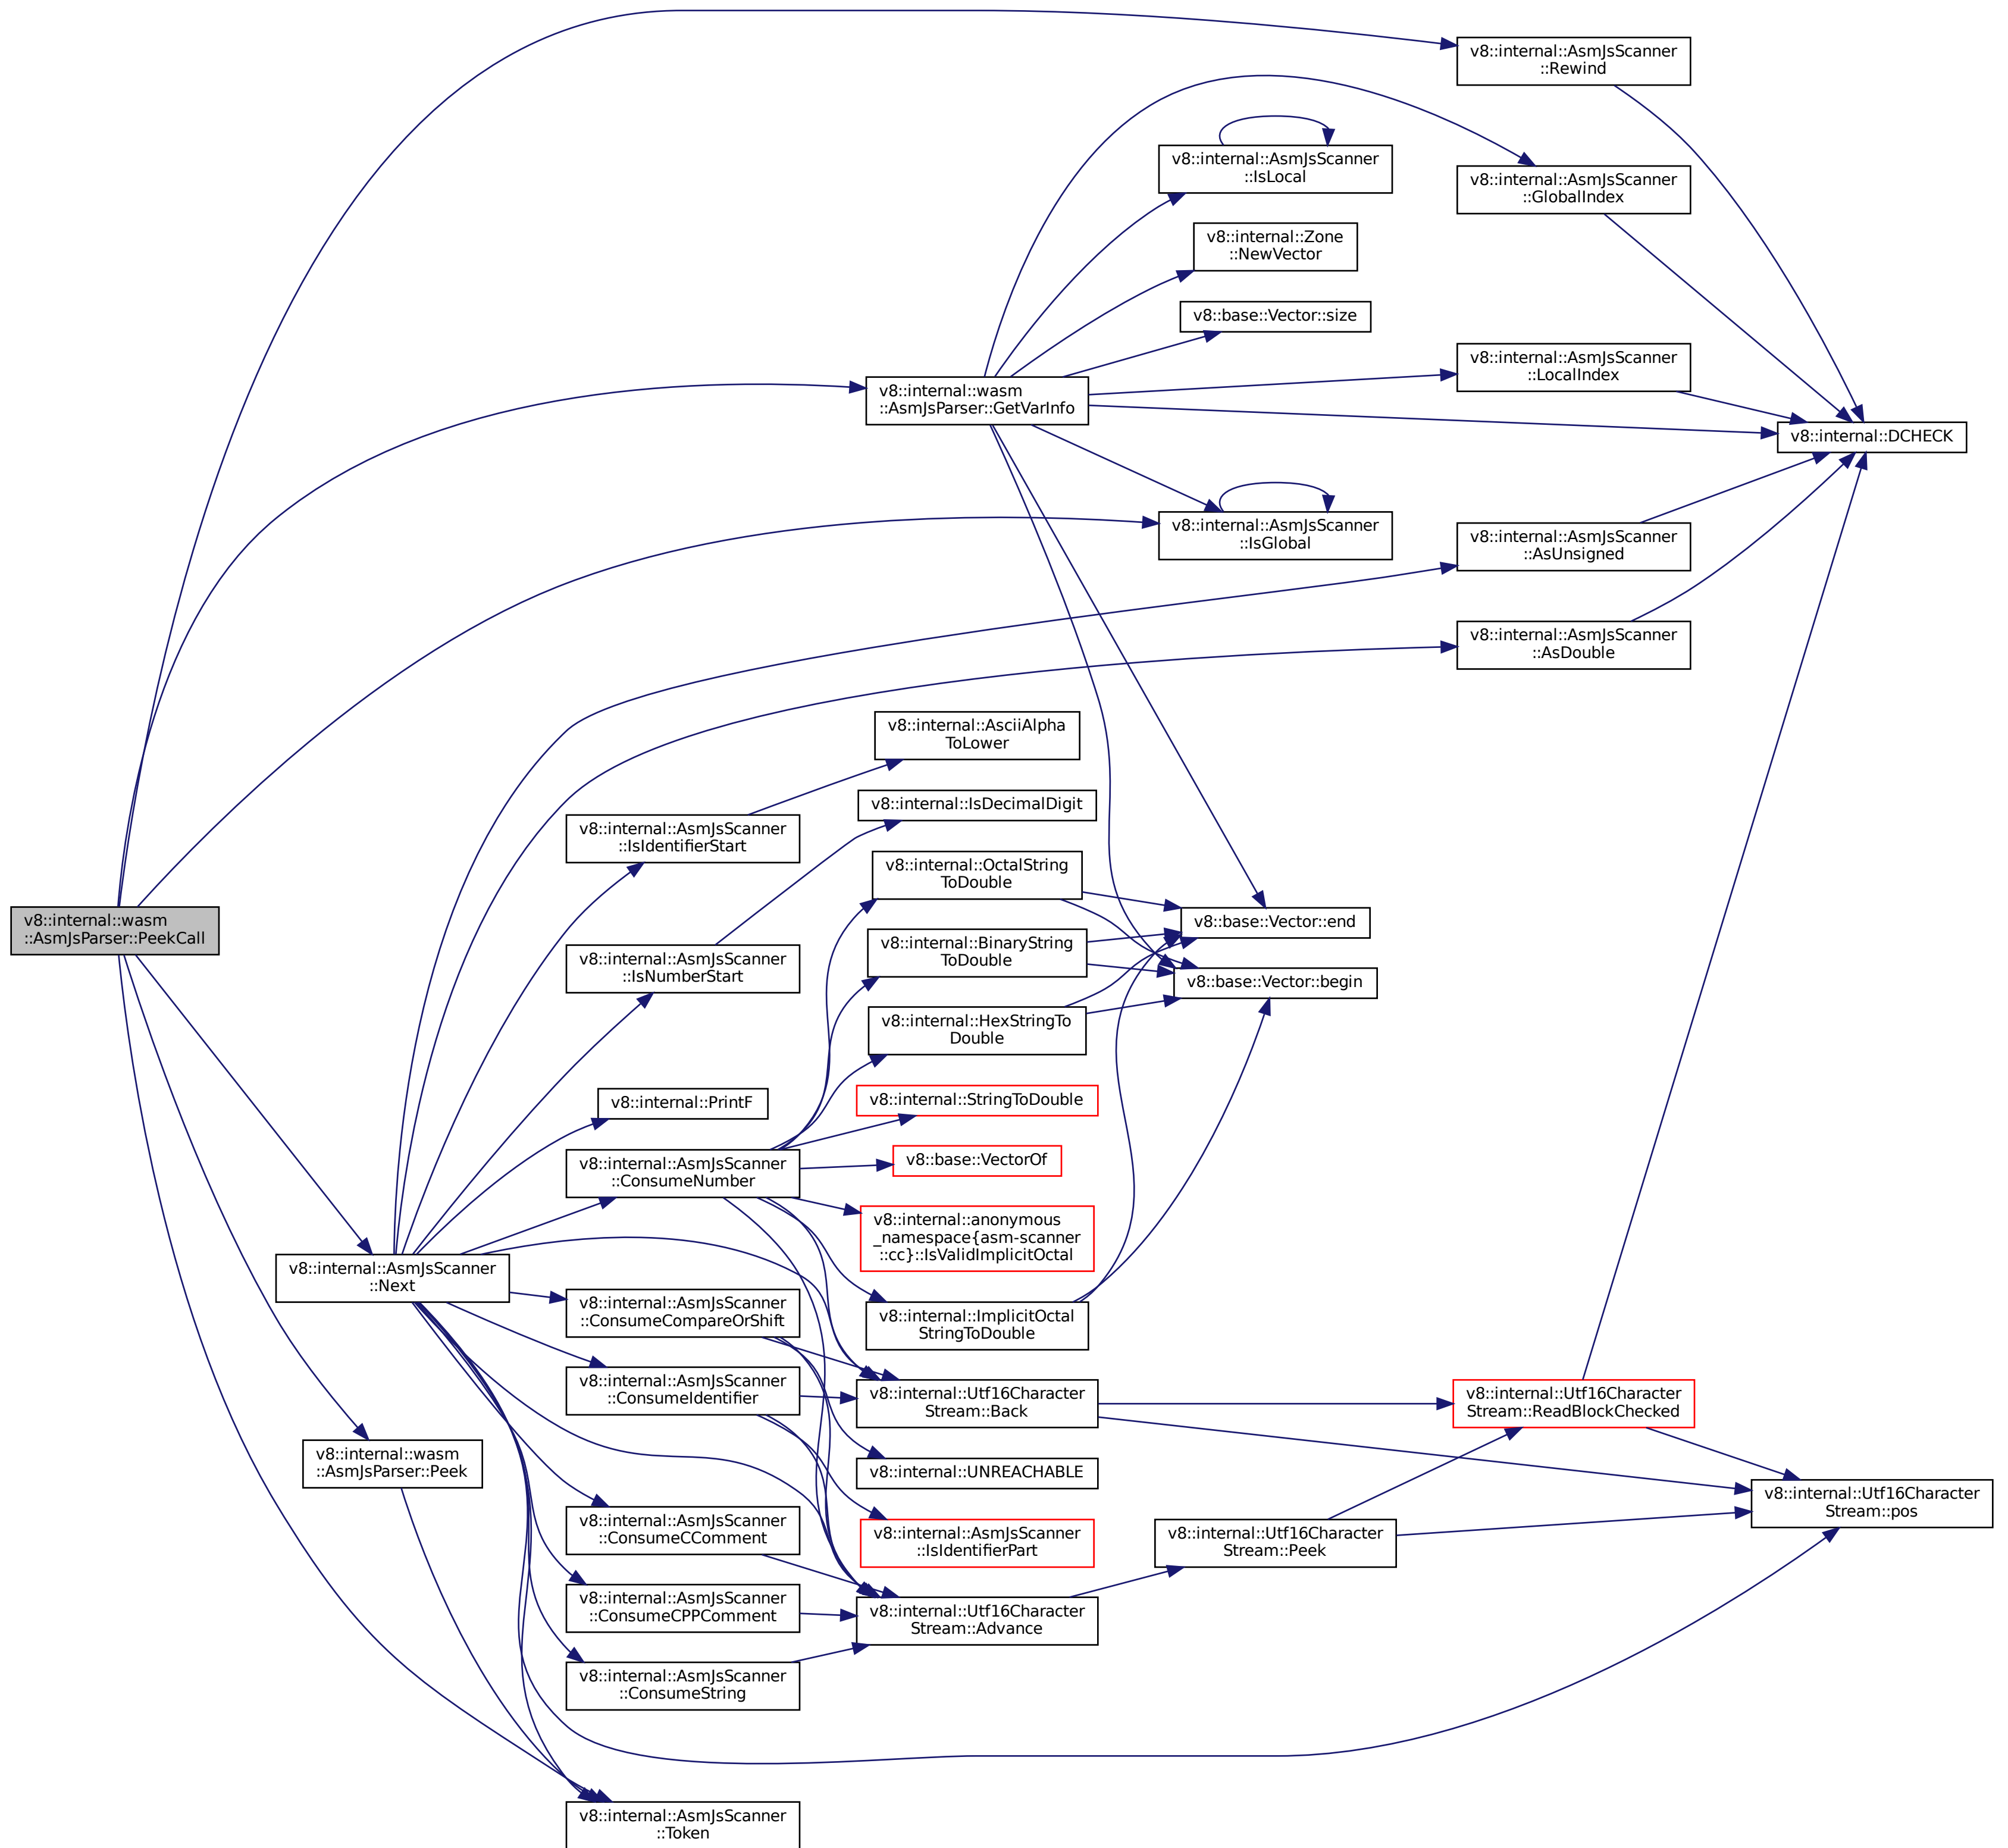 v8::internal::AsmJsScanner
::Rewind
v8::internal::AsmJsScanner
::IsLocal
v8::internal::AsmJsScanner
::GlobalIndex
v8::internal::Zone
::NewVector
v8::base::Vector::size
v8::internal::AsmJsScanner
::LocalIndex
v8::internal::wasm
::AsmJsParser::GetVarInfo
v8::internal::DCHECK
v8::internal::AsmJsScanner
::IsGlobal
v8::internal::AsmJsScanner
::AsUnsigned
v8::internal::AsmJsScanner
::AsDouble
v8::internal::AsciiAlpha
ToLower
v8::internal::IsDecimalDigit
v8::internal::AsmJsScanner
::IsIdentifierStart
v8::internal::OctalString
ToDouble
v8::internal::wasm
::AsmJsParser::PeekCall
v8::base::Vector::end
v8::internal::BinaryString
ToDouble
v8::internal::AsmJsScanner
::IsNumberStart
v8::base::Vector::begin
v8::internal::HexStringTo
Double
v8::internal::PrintF
v8::internal::StringToDouble
v8::internal::AsmJsScanner
::ConsumeNumber
v8::base::VectorOf
v8::internal::anonymous
_namespace{asm-scanner
::cc}::IsValidImplicitOctal
v8::internal::AsmJsScanner
::Next
v8::internal::AsmJsScanner
::ConsumeCompareOrShift
v8::internal::ImplicitOctal
StringToDouble
v8::internal::AsmJsScanner
::ConsumeIdentifier
v8::internal::Utf16Character
Stream::Back
v8::internal::Utf16Character
Stream::ReadBlockChecked
v8::internal::wasm
::AsmJsParser::Peek
v8::internal::UNREACHABLE
v8::internal::Utf16Character
Stream::pos
v8::internal::AsmJsScanner
::ConsumeCComment
v8::internal::AsmJsScanner
::IsIdentifierPart
v8::internal::Utf16Character
Stream::Peek
v8::internal::AsmJsScanner
::ConsumeCPPComment
v8::internal::Utf16Character
Stream::Advance
v8::internal::AsmJsScanner
::ConsumeString
v8::internal::AsmJsScanner
::Token